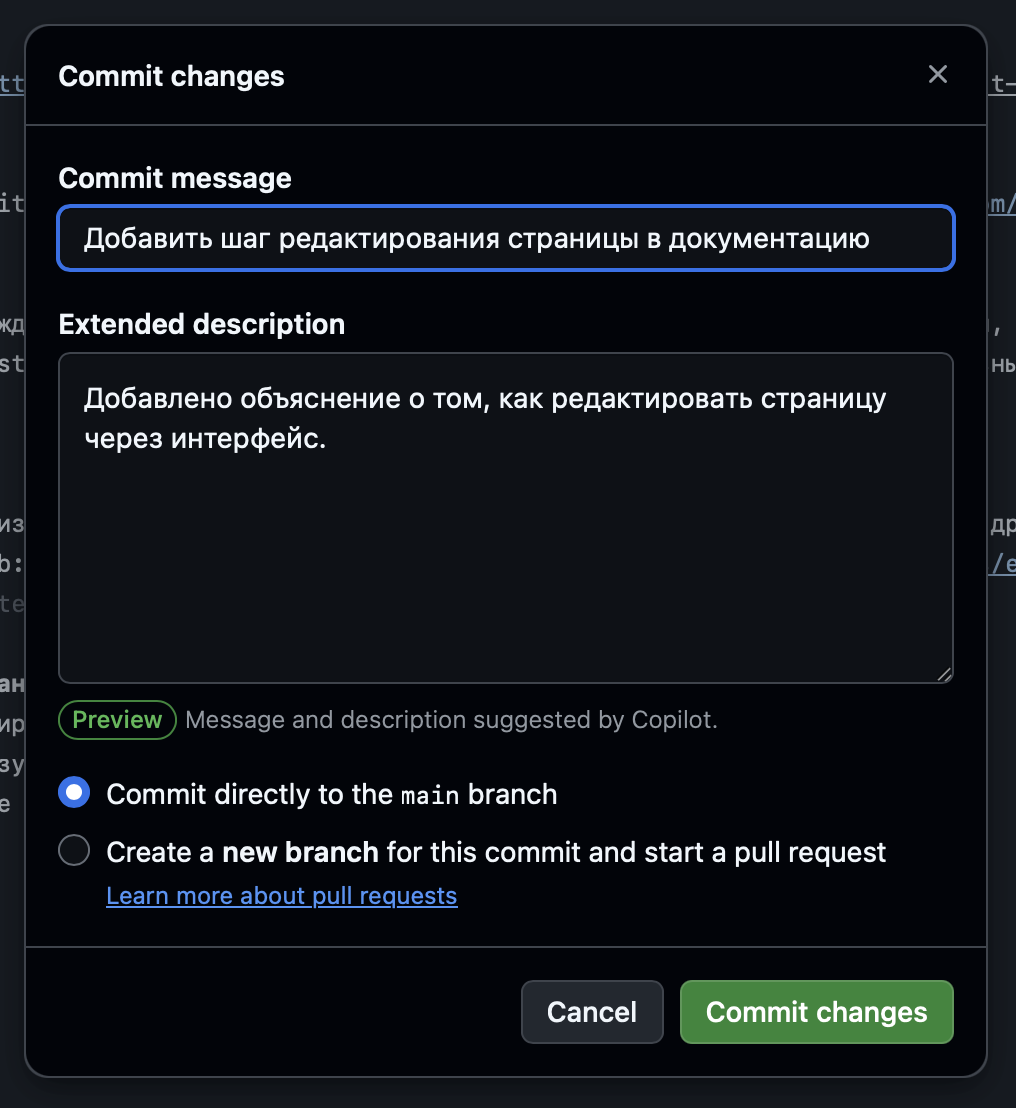 Commit changes
Commit message
Добавить шаг редактирования страницы в документацию
Extended description
Добавлено объяснение о том, как редактировать страницу
через интерфейс.
Preview Message and description suggested by Copilot.
Commit directly to the main branch
Create a new branch for this commit and start a pull request
Learn more about pull requests
Cancel Commit changes